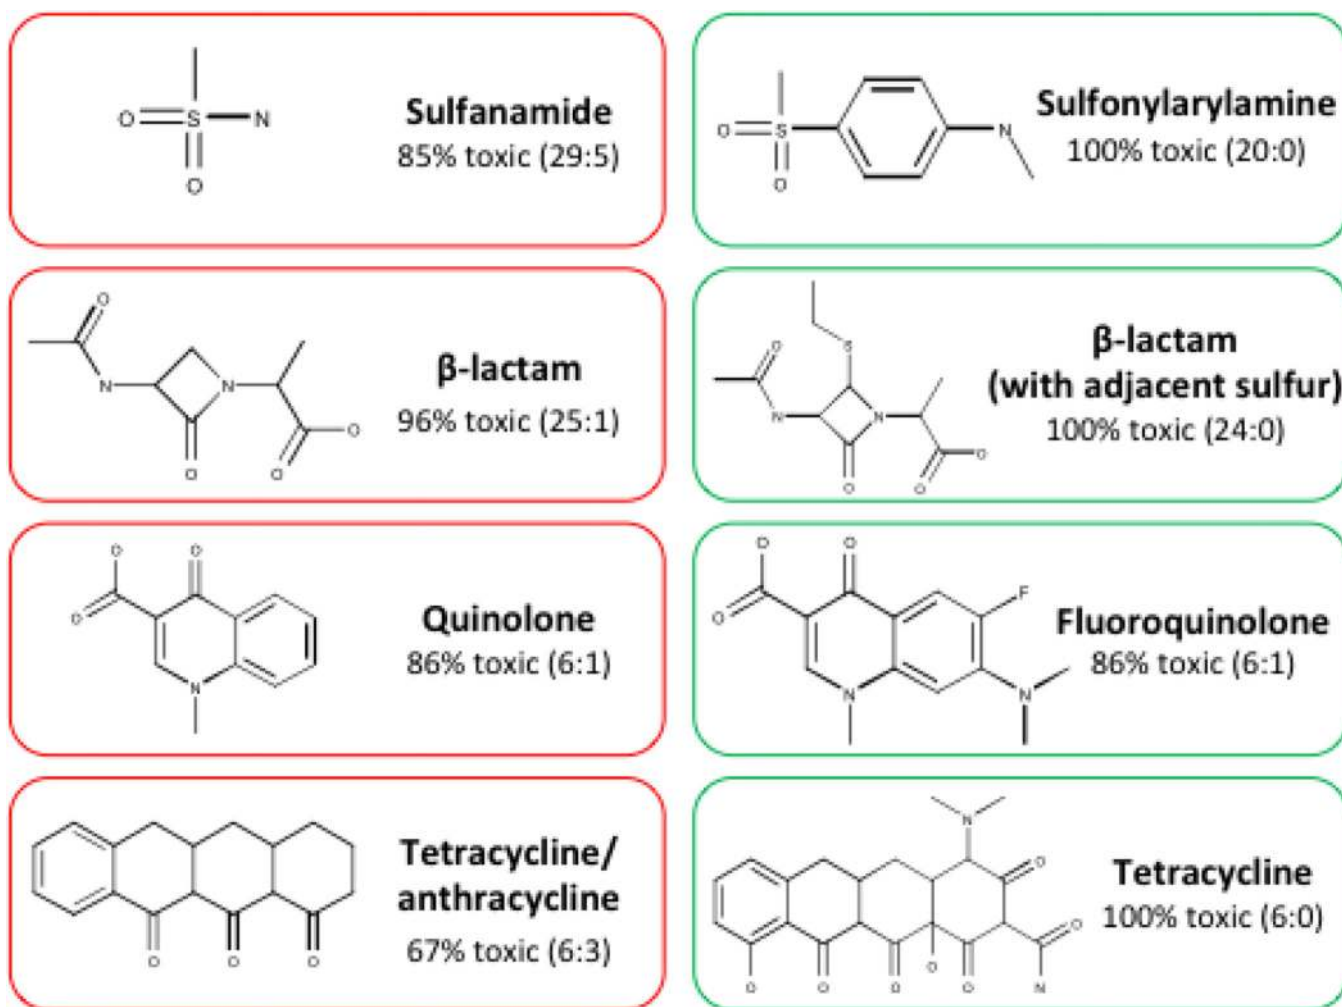 O S N
O
Sulfanamide
85% toxic (29:5)
O S N
O
Sulfonylarylamine
100% toxic (20:0)
O
N N
O
O O
β-lactam
96% toxic (25:1)
S
O
N N
O
O O
β-lactam
(with adjacent sulfur)
100% toxic (24:0)
O O
O
N
Quinolone
86% toxic (6:1)
O O
O F
N N
Fluoroquinolone
86% toxic (6:1)
O O O
Tetracycline/
anthracycline
67% toxic (6:3)
N
O
O
O
O O O O N
Tetracycline
100% toxic (6:0)